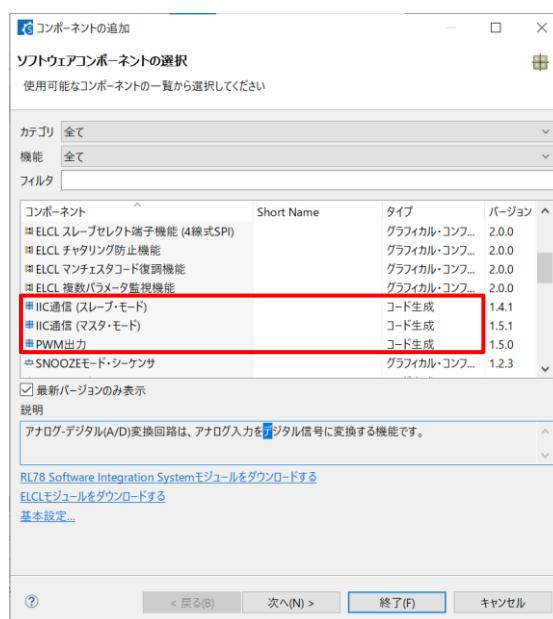 コンポーネントの追加
ソフトウェアコンポーネントの選択
使用可能なコンポーネントの一覧から選択してください
カテゴリ 全て
機能 全て
フィルタ
コンポーネント Short Name タイプ バージョン
ELCL スレーブセレクト端子機能 (4線式SPI) グラフィカル・コンフ... 2.0.0
ELCL チャタリング防止機能 グラフィカル・コンフ... 2.0.0
ELCL マンチェスタコード復調機能 グラフィカル・コンフ... 2.0.0
ELCL 複数パラメータ監視機能 グラフィカル・コンフ... 2.0.0
IIC通信 (スレーブ・モード) コード生成 1.4.1
IIC通信 (マスタ・モード) コード生成 1.5.1
PWM出力 コード生成 1.5.0
SNOOZEモード・シーケンサ グラフィカル・コンフ... 1.2.3
最新バージョンのみ表示
説明
アナログ-デジタル(A/D)変換回路は、アナログ入力をデジタル信号に変換する機能です。
RL78 Software Integration Systemモジュールをダウンロードする
ELCLモジュールをダウンロードする
基本設定...
< 戻る(B) 次へ(N) > 終了(F) キャンセル